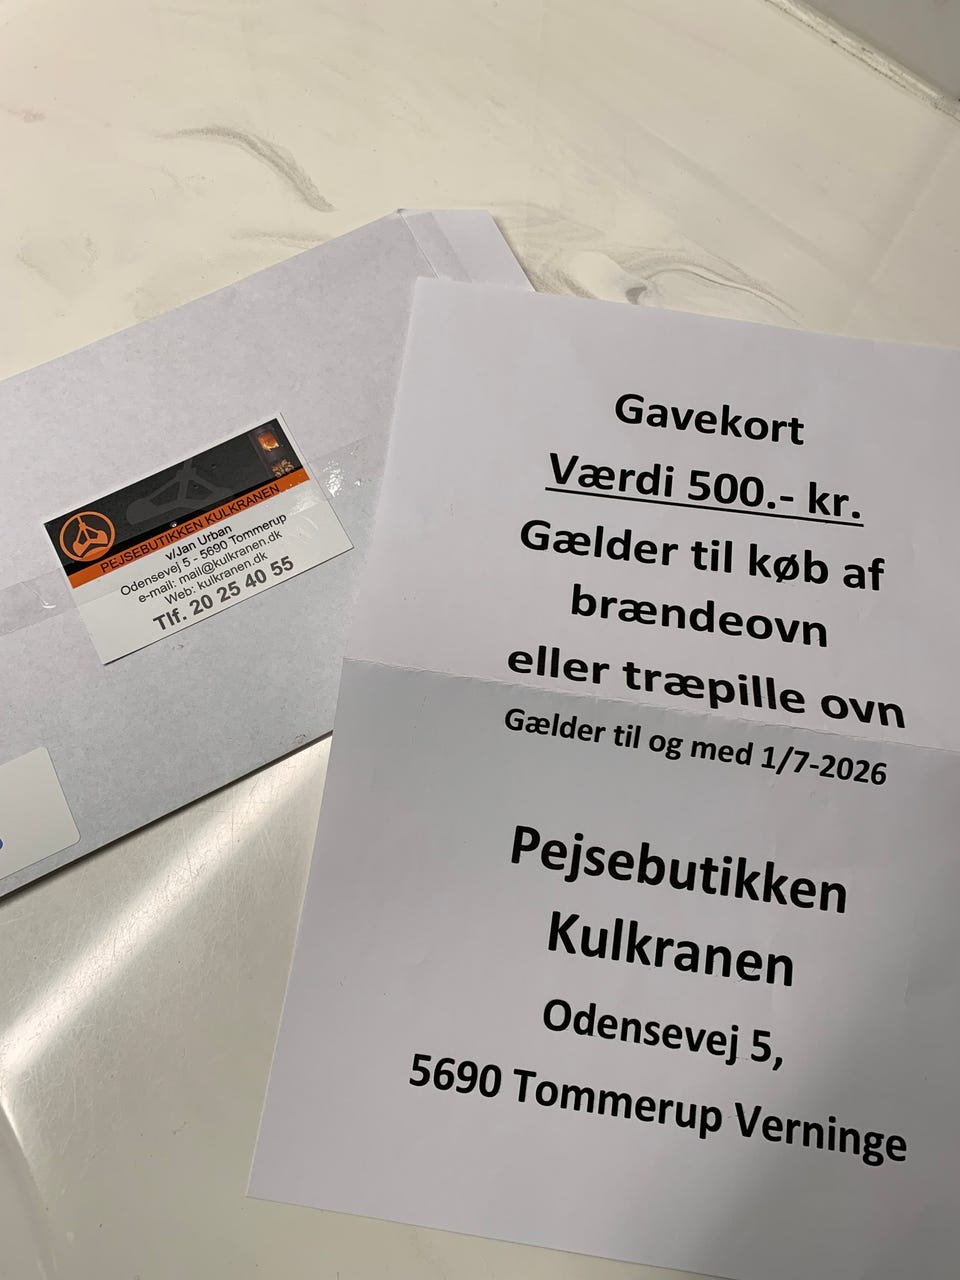 PEJSEBUTIKKEN KULKRANEN
v/Jan Urban
Odensevej 5 - 5690 Tommerup
e-mail: mail@kulkranen.dk
Web: kulkranen.dk
Tlf. 20 25 40 55
Gavekort
Værdi 500.- kr.
Gælder til køb af
brændeovn
eller træpille ovn
Gælder til og med 1/7-2026
Pejsebutikken
Kulkranen
Odensevej 5,
5690 Tommerup Verninge